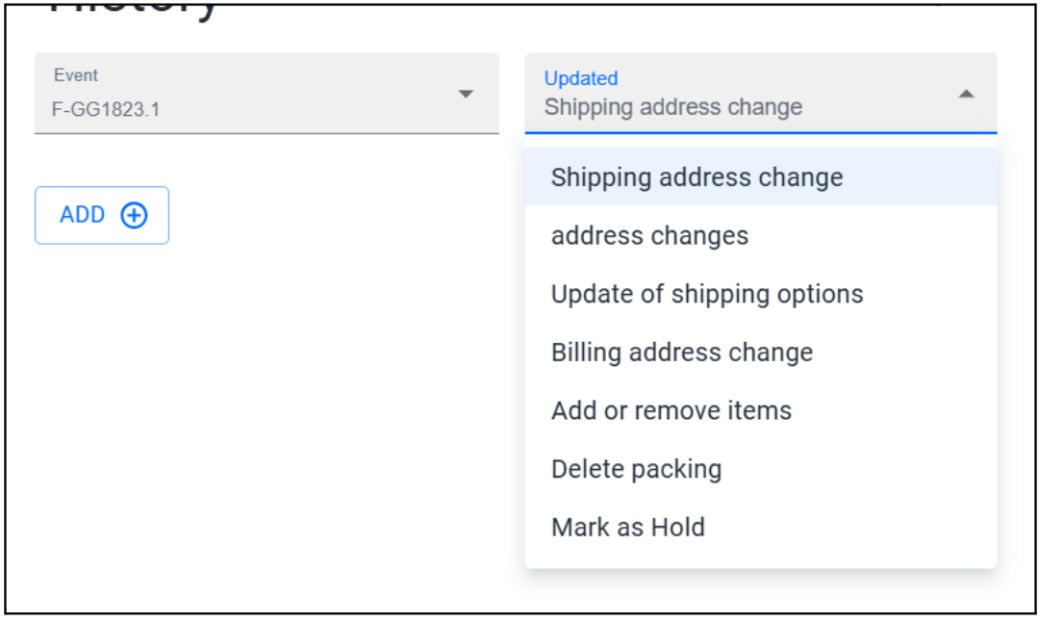 History
Event
F-GG1823.1
Updated
Shipping address change
ADD
Shipping address change
address changes
Update of shipping options
Billing address change
Add or remove items
Delete packing
Mark as Hold